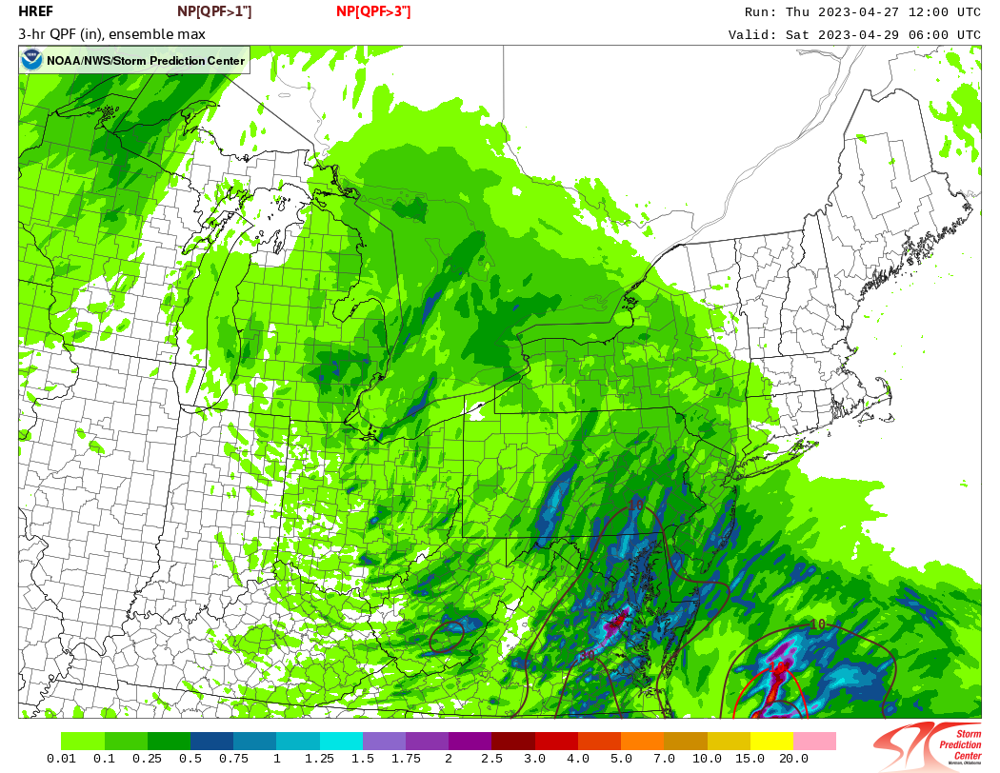 HREF NP[QPF>1"] NP[QPF>3"] Run: Thu 2023-04-27 12:00 UTC
3-hr QPF (in), ensemble max Valid: Sat 2023-04-29 06:00 UTC
NOAA/NWS/Storm Prediction Center
10
10
0.01 0.1 0.25 0.5 0.75 1 1.25 1.5 1.75 2 2.5 3.0 4.0 5.0 7.0 10.0 15.0 20.0
Storm
Prediction
Center
Norman, Oklahoma